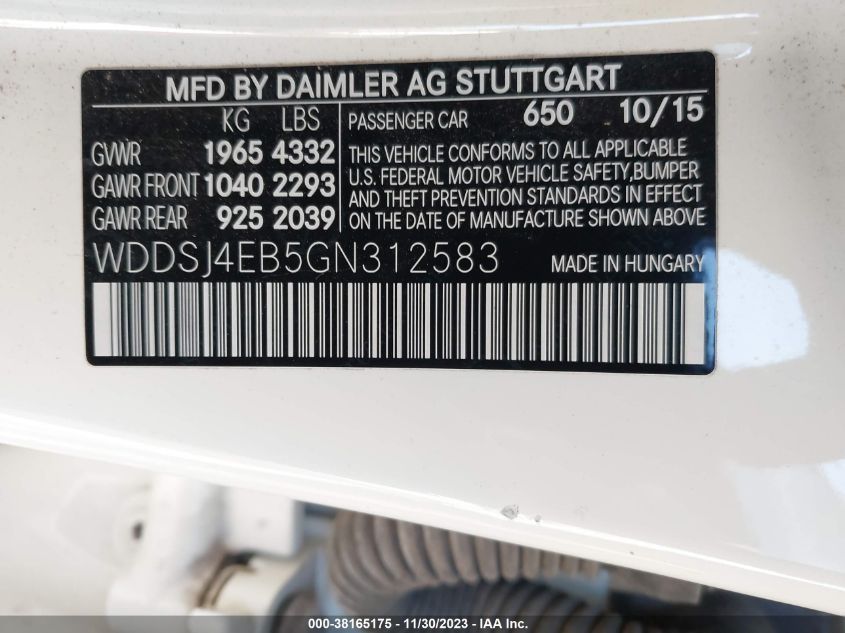 MFD BY DAIMLER AG STUTTGART
KG LBS PASSENGER CAR 650 10/15
GVWR 1965 4332
GAWR FRONT 1040 2293
GAWR REAR 925 2039
THIS VEHICLE CONFORMS TO ALL APPLICABLE
U.S. FEDERAL MOTOR VEHICLE SAFETY,BUMPER
AND THEFT PREVENTION STANDARDS IN EFFECT
ON THE DATE OF MANUFACTURE SHOWN ABOVE
WDDSJ4EB5GN312583 MADE IN HUNGARY
000-38165175 - 11/30/2023 - IAA Inc.